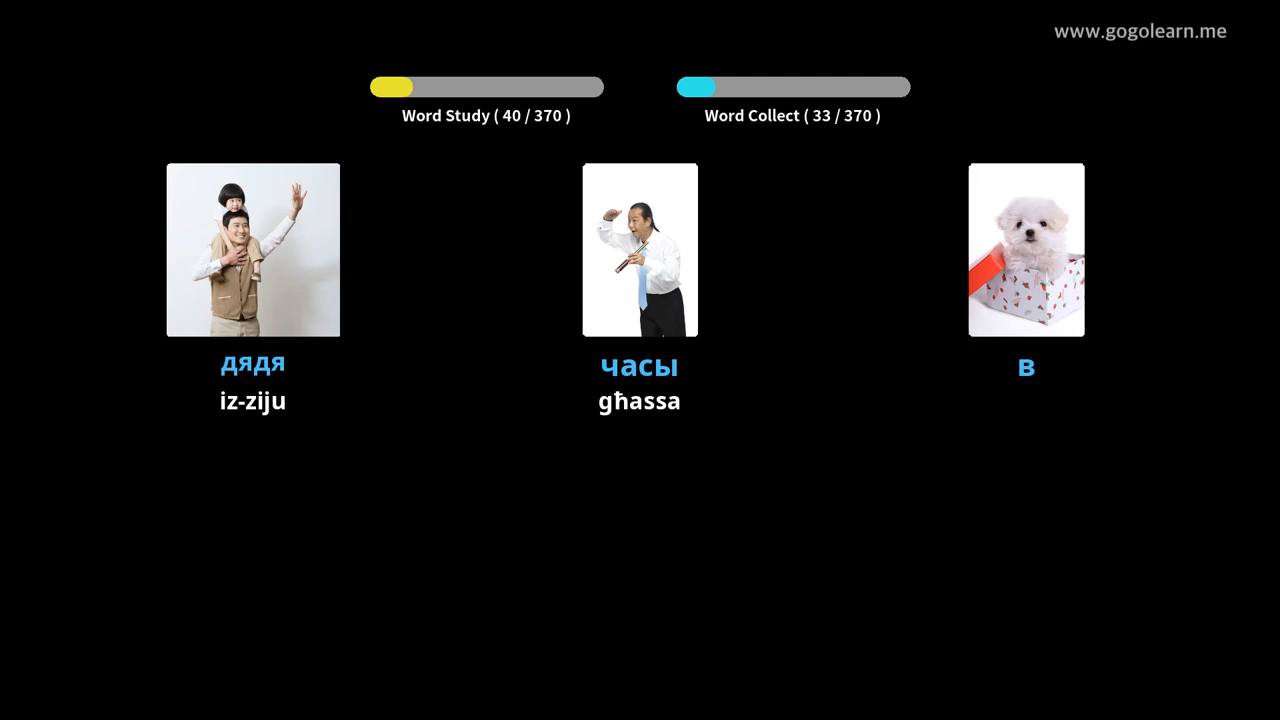 www.gogolearn.me
Word Study ( 40 / 370 )
Word Collect ( 33 / 370 )
дядя
iz-ziju
часы
għassa
в